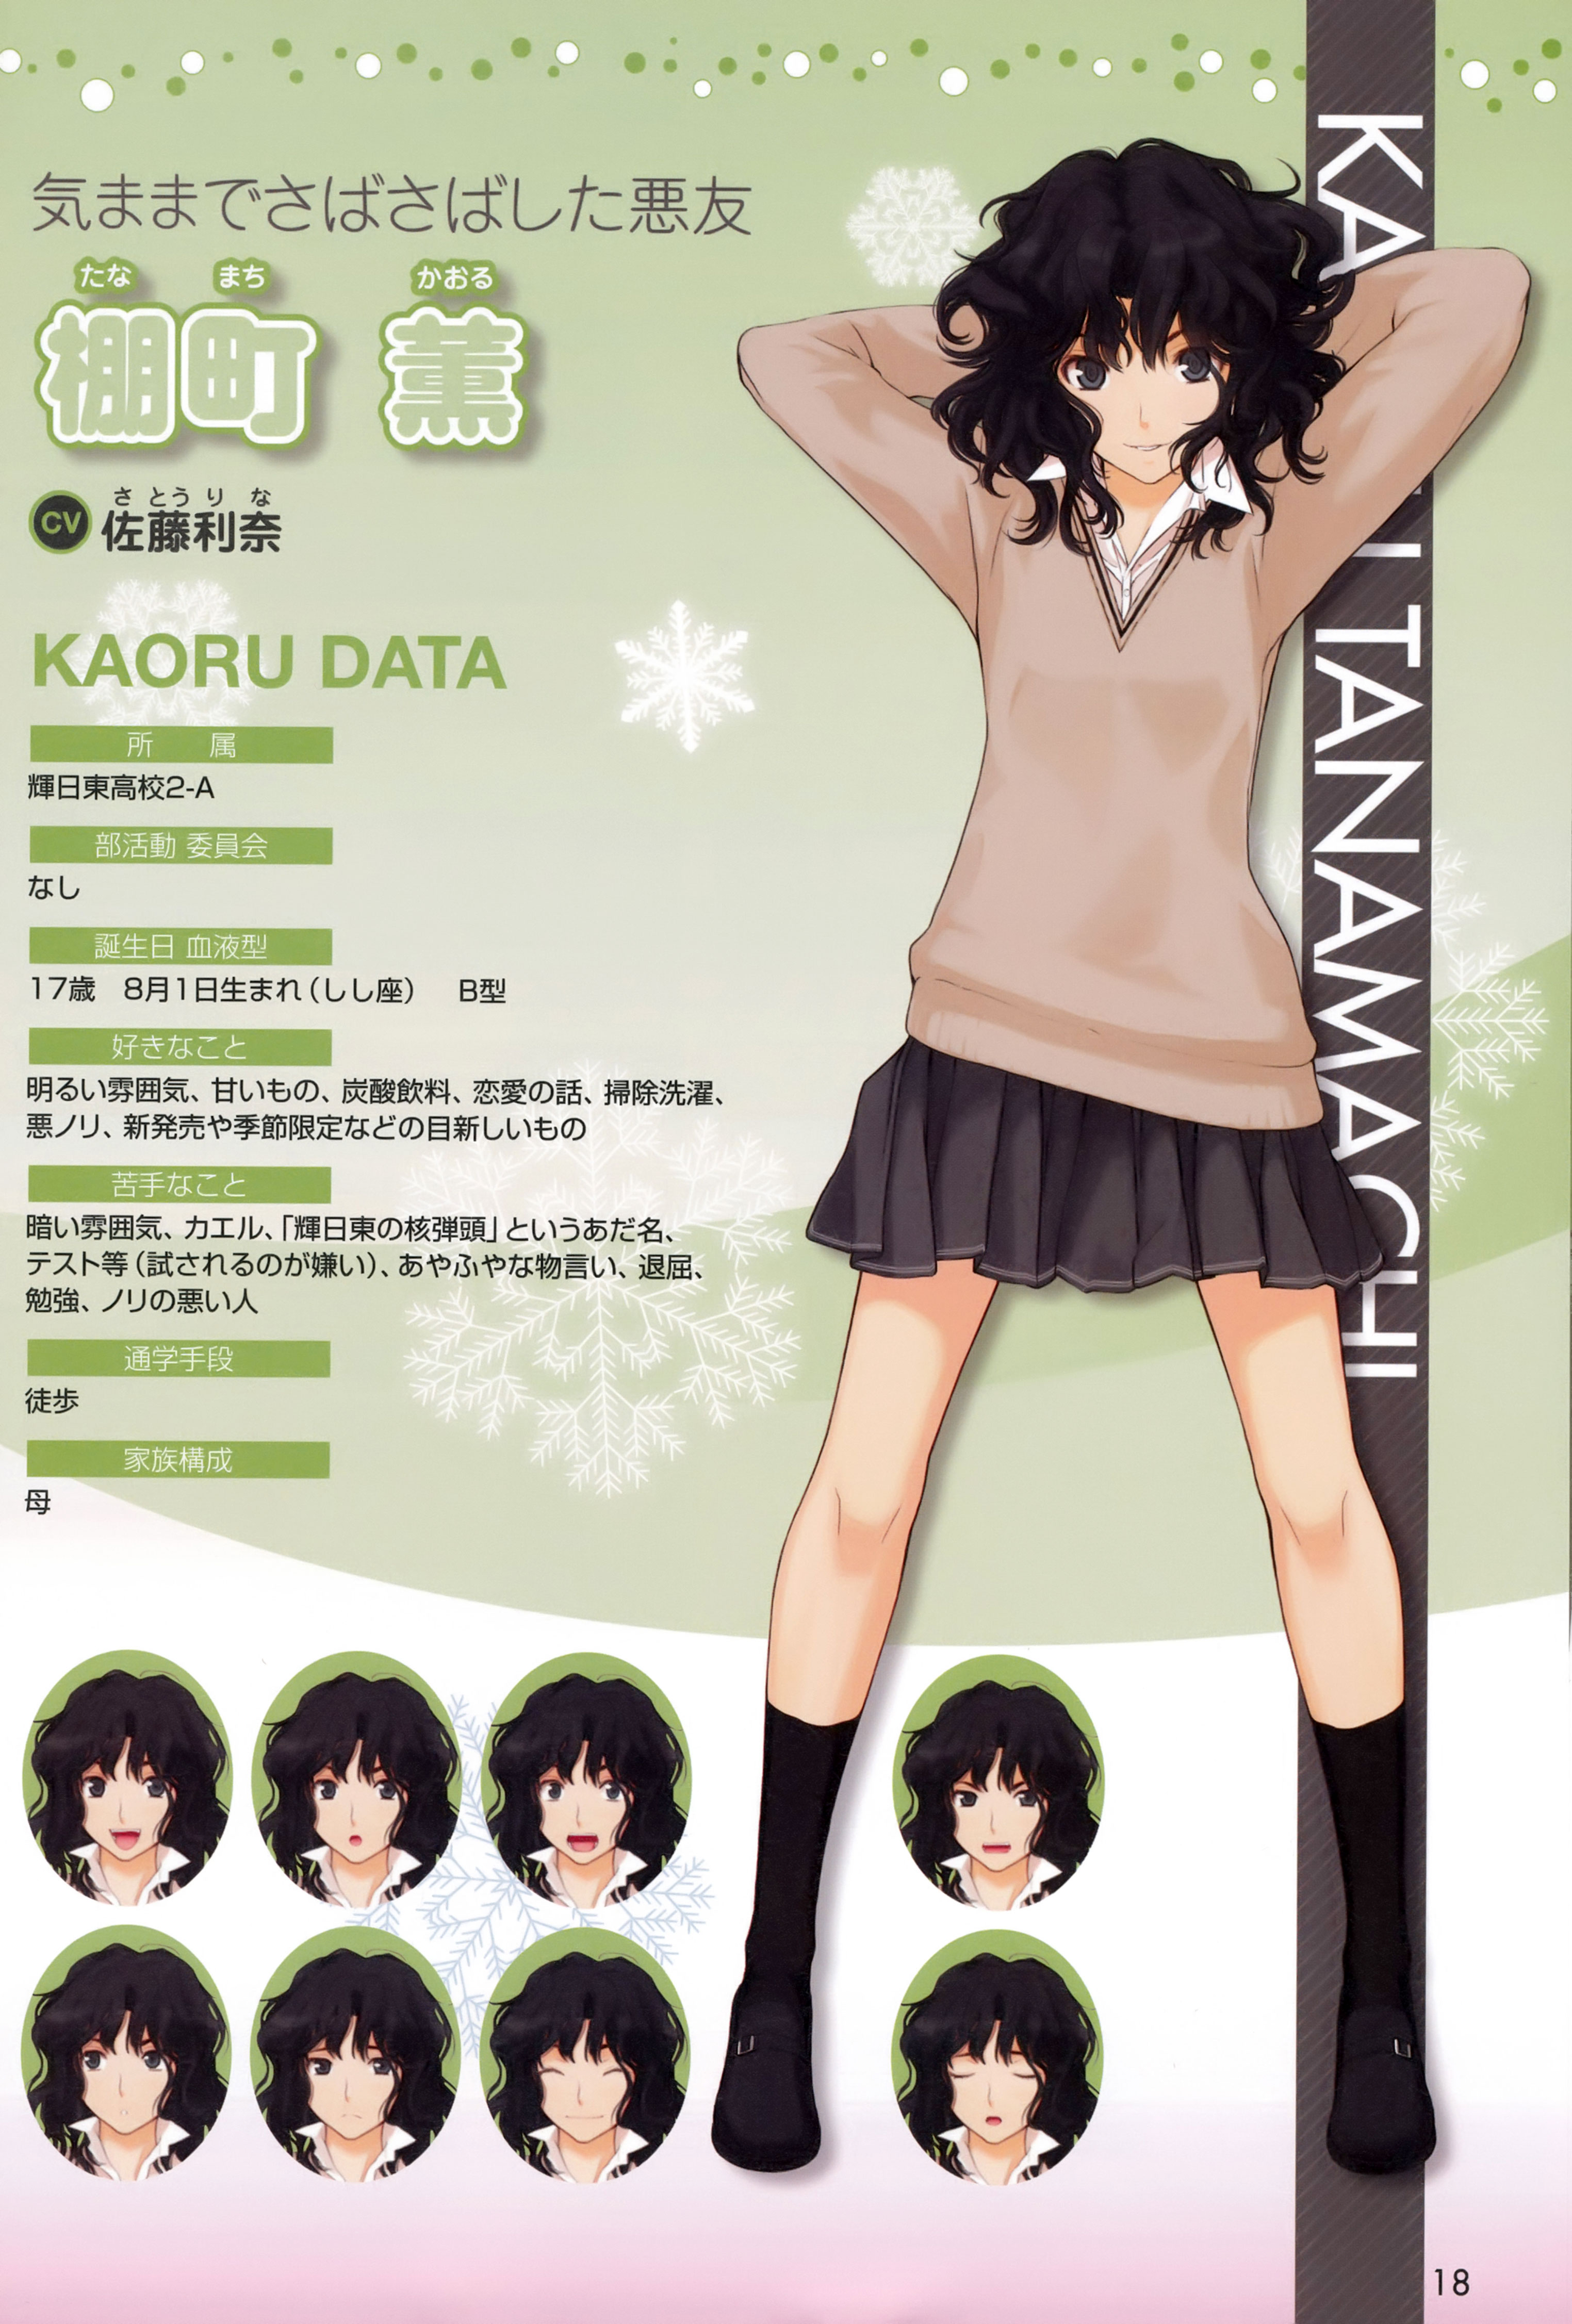 気ままでさばさばした悪友
たな まち かおる
棚町 薫
さとうりな
CV 佐藤利奈
KAORU DATA
所 属
輝日東高校2-A
部活動 委員会
なし
誕生日 血液型
17歳 8月1日生まれ(しし座) B型
好きなこと
明るい雰囲気、甘いもの、炭酸飲料、恋愛の話、掃除洗濯、
悪ノリ、新発売や季節限定などの目新しいもの
苦手なこと
暗い雰囲気、カエル、「輝日東の核弾頭」というあだ名、
テスト等(試されるのが嫌い)、あやふやな物言い、退屈、
勉強、ノリの悪い人
通学手段
徒歩
家族構成
母
TANAMACHI
18